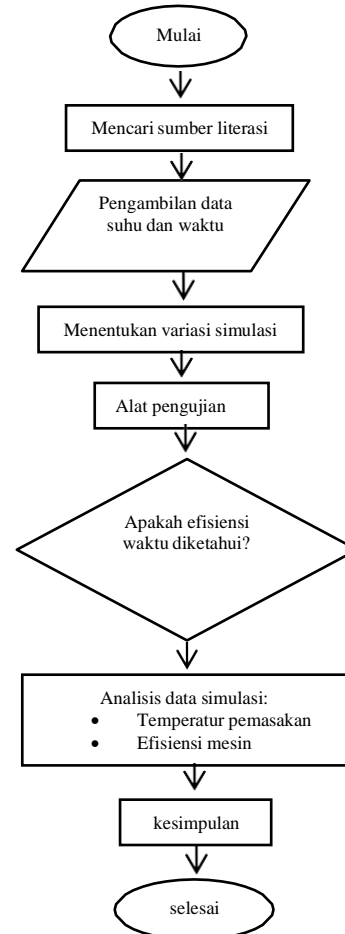 Mulai
Mencari sumber literasi
Pengambilan data
suhu dan waktu
Menentukan variasi simulasi
Alat pengujian
Apakah efisiensi
waktu diketahui?
Analisis data simulasi:
• Temperatur pemasakan
• Efisiensi mesin
kesimpulan
selesai